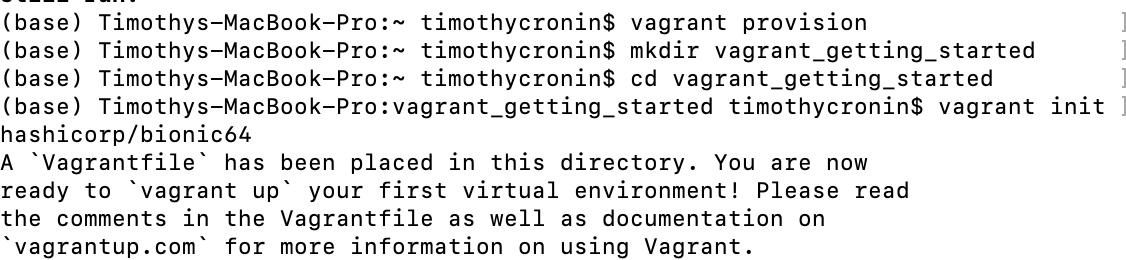 (base) Timothys-MacBook-Pro:~ timothycronin$ vagrant provision ]
(base) Timothys-MacBook-Pro:~ timothycronin$ mkdir vagrant_getting_started ]
(base) Timothys-MacBook-Pro:~ timothycronin$ cd vagrant_getting_started ]
(base) Timothys-MacBook-Pro:vagrant_getting_started timothycronin$ vagrant init ]
hashicorp/bionic64
A `Vagrantfile` has been placed in this directory. You are now
ready to `vagrant up` your first virtual environment! Please read
the comments in the Vagrantfile as well as documentation on
`vagrantup.com` for more information on using Vagrant.